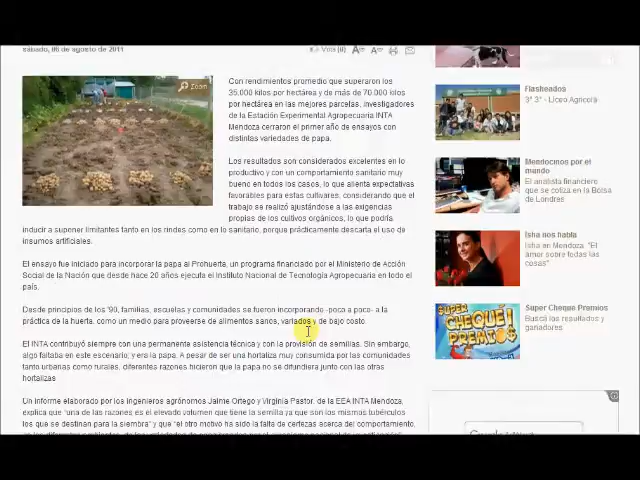 sábado, 06 de agosto de 2011
Vota (0)
Zoom
Con rendimientos promedio que superaron los
35.000 kilos por hectárea y de más de 70.000 kilos
por hectárea en las mejores parcelas, investigadores
de la Estación Experimental Agropecuaria INTA
Mendoza cerraron el primer año de ensayos con
distintas variedades de papa.
Los resultados son considerados excelentes en lo
productivo y con un comportamiento sanitario muy
bueno en todos los casos, lo que alienta expectativas
favorables para estas cultivares, considerando que el
trabajo se realizó ajustándose a las exigencias
propias de los cultivos orgánicos, lo que podría
inducir a suponer limitantes tanto en los rindes como en lo sanitario, porque prácticamente descarta el uso de
insumos artificiales.
El ensayo fue iniciado para incorporar la papa al Prohuerta, un programa financiado por el Ministerio de Acción
Social de la Nación que desde hace 20 años ejecuta el Instituto Nacional de Tecnología Agropecuaria en todo el
país.
Desde principios de los '90, familias, escuelas y comunidades se fueron incorporando -poco a poco- a la
práctica de la huerta, como un medio para proveerse de alimentos sanos, variados y de bajo costo.
El INTA contribuyó siempre con una permanente asistencia técnica y con la provisión de semillas. Sin embargo,
algo faltaba en este escenario; y era la papa. A pesar de ser una hortaliza muy consumida por las comunidades
tanto urbanas como rurales, diferentes razones hicieron que la papa no se difundiera junto con las otras
hortalizas
Un informe elaborado por los ingenieros agrónomos Jaime Ortego y Virginia Pastor, de la EEA INTA Mendoza,
explica que "una de las razones es el elevado volumen que tiene la semilla ya que son los mismos tubérculos
los que se destinan para la siembra" y que "el otro motivo ha sido la falta de certezas acerca del comportamiento,
Flasheados
3° 3° - Liceo Agrícola
Mendocinos por el
mundo
El analista financiero
que se cotiza en la Bolsa
de Londres
Isha nos habla
Isha en Mendoza: "El
amor sobre todas las
cosas"
SUPER
CHEQUE
PREMIOS
Super Cheque Premios
Buscá los resultados y
ganadores